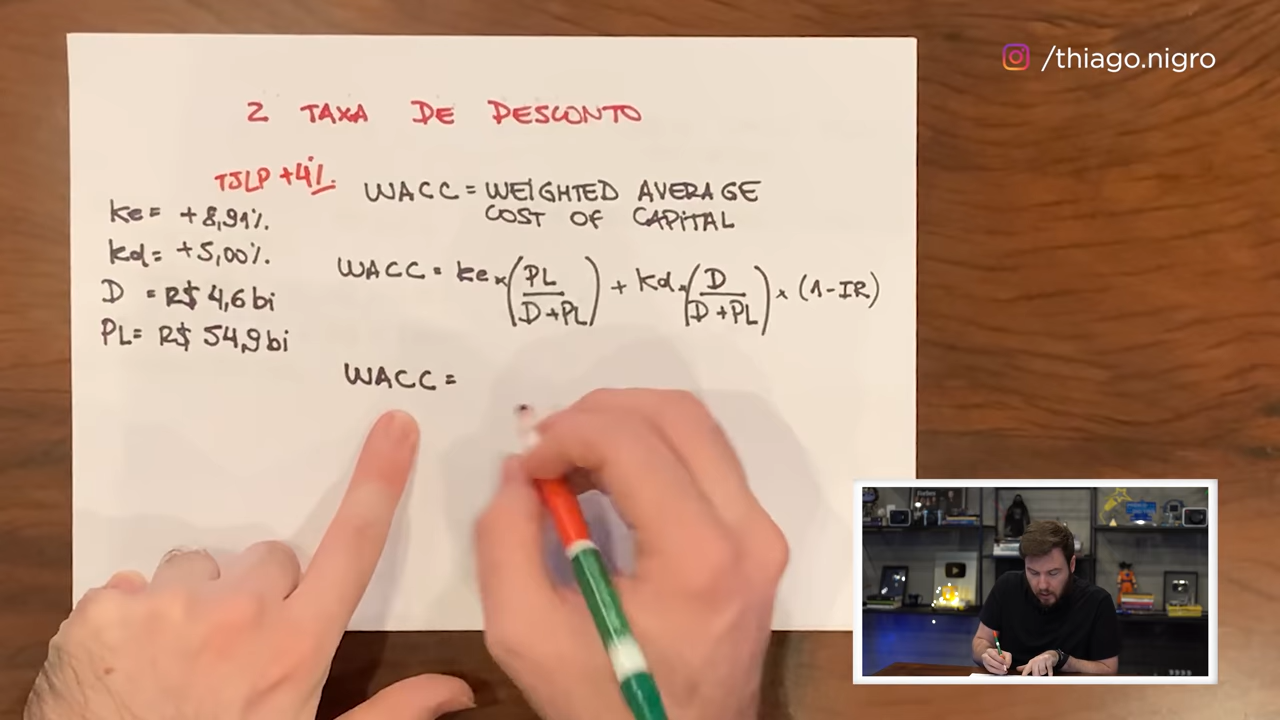 /thiago.nigro
2 TAXA DE DESCONTO
TJLP +4%
WACC = WEIGHTED AVERAGE
COST OF CAPITAL
ke = +8,91%.
kd = +5,00%.
D = R$ 4,6 bi
PL = R$ 54,9 bi
WACC = ke × (PL / D+PL) + kd × (D / D+PL) × (1-IR)
WACC =